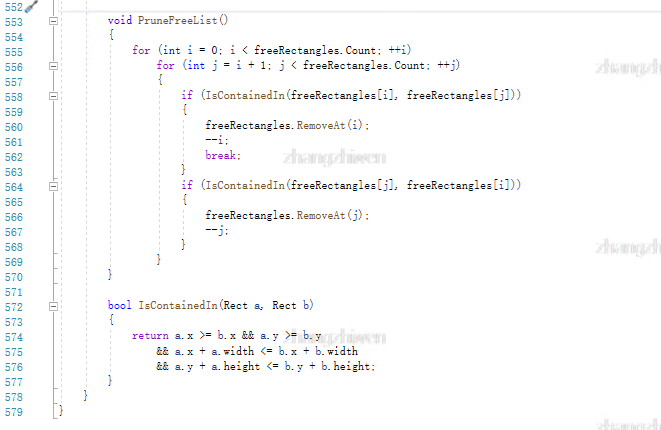 552
553 void PruneFreeList()
554 {
555 for (int i = 0; i < freeRectangles.Count; ++i)
556 for (int j = i + 1; j < freeRectangles.Count; ++j)
557 {
558 if (IsContainedIn(freeRectangles[i], freeRectangles[j]))
559 {
560 freeRectangles.RemoveAt(i);
561 --i;
562 break;
563 }
564 if (IsContainedIn(freeRectangles[j], freeRectangles[i]))
565 {
566 freeRectangles.RemoveAt(j);
567 --j;
568 }
569 }
570 }
571
572 bool IsContainedIn(Rect a, Rect b)
573 {
574 return a.x >= b.x && a.y >= b.y
575 && a.x + a.width <= b.x + b.width
576 && a.y + a.height <= b.y + b.height;
577 }
578 }
579 }
zhangzhiwen
zhangzhiwen